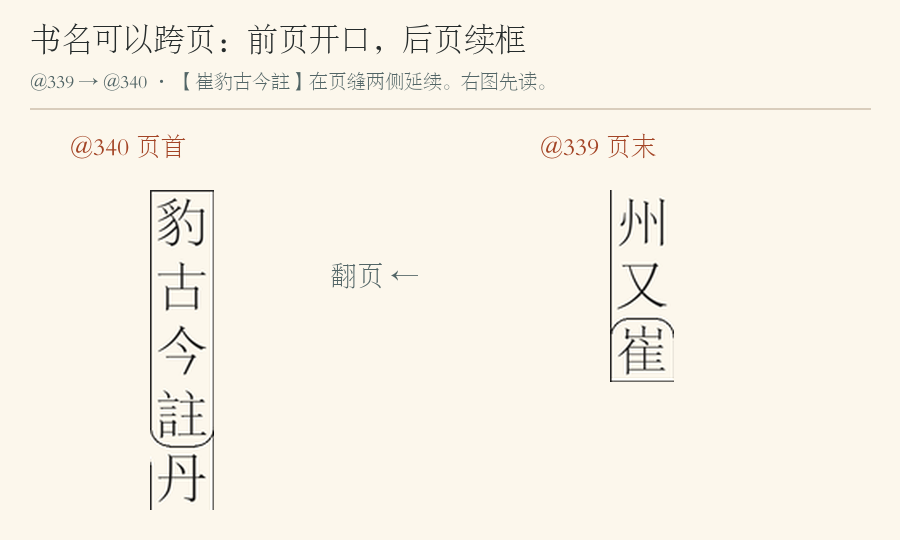 书名可以跨页：前页开口，后页续框
@339 → @340 · 【崔豹古今註】在页缝两侧延续。右图先读。
@339 页末
州又崔
翻页 ←
@340 页首
豹古今註丹